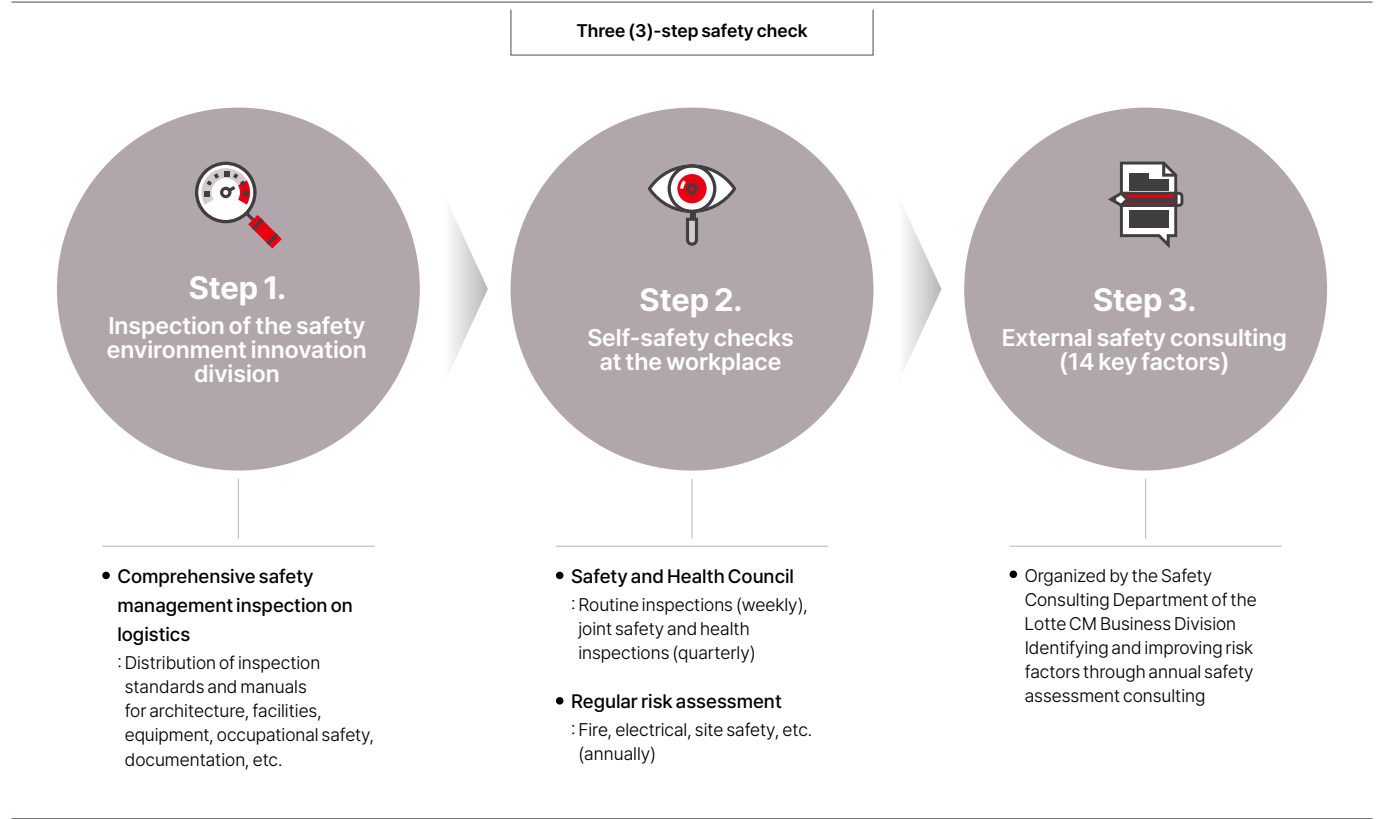 Three (3)-step safety check
Step 1.
Inspection of the safety
environment innovation
division
Step 2.
Self-safety checks
at the workplace
Step 3.
External safety consulting
(14 key factors)
• Comprehensive safety
management inspection on
logistics
: Distribution of inspection
standards and manuals
for architecture, facilities,
equipment, occupational safety,
documentation, etc.
• Safety and Health Council
: Routine inspections (weekly),
joint safety and health
inspections (quarterly)
• Regular risk assessment
: Fire, electrical, site safety, etc.
(annually)
• Organized by the Safety
Consulting Department of the
Lotte CM Business Division
Identifying and improving risk
factors through annual safety
assessment consulting